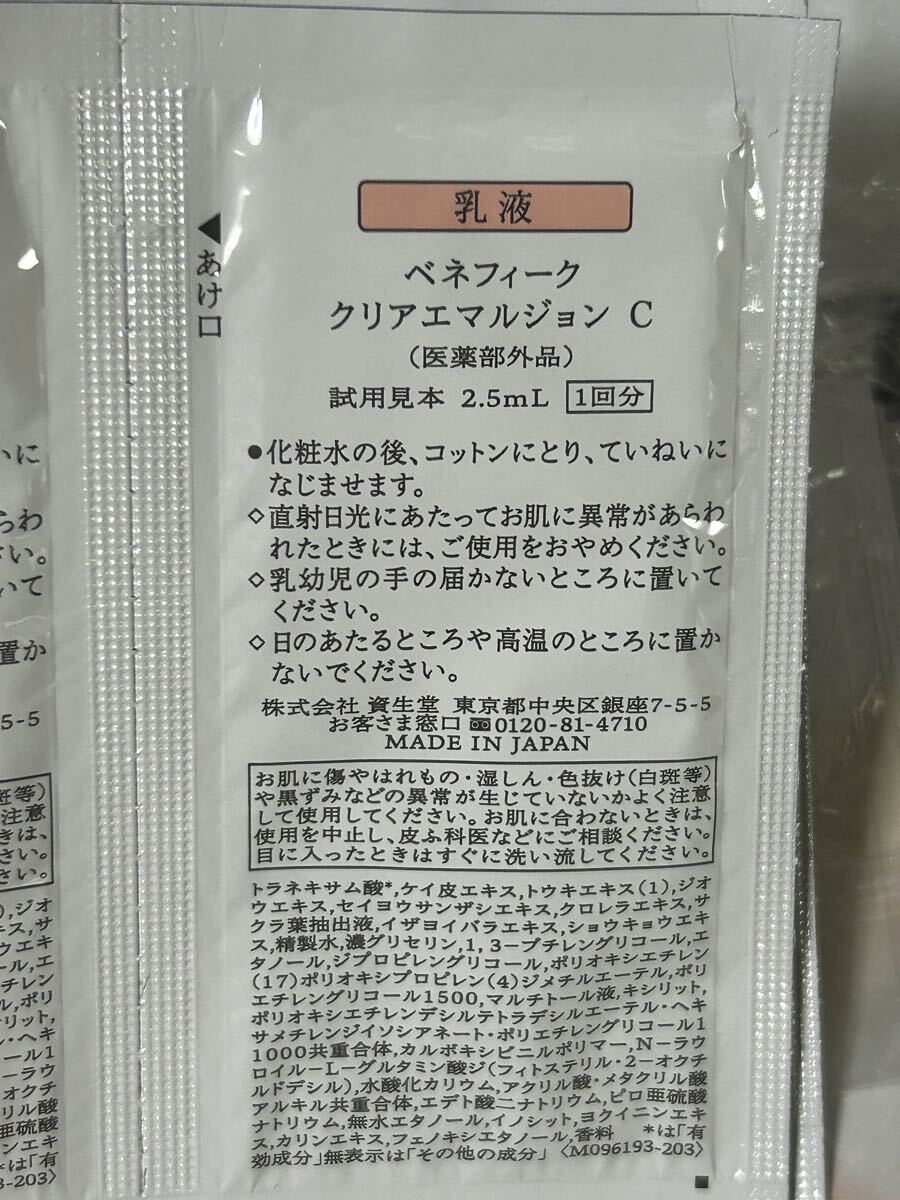 乳液
◀あけ口
ベネフィーク
クリアエマルジョン C
（医薬部外品）
試用見本 2.5mL 1回分
●化粧水の後、コットンにとり、ていねいに
なじませます。
◇直射日光にあたってお肌に異常があらわ
れたときには、ご使用をおやめください。
◇乳幼児の手の届かないところに置いて
ください。
◇日のあたるところや高温のところに置か
ないでください。
株式会社 資生堂 東京都中央区銀座7-5-5
お客さま窓口 0120-81-4710
MADE IN JAPAN
お肌に傷やはれもの・湿しん・色抜け(白斑等)
や黒ずみなどの異常が生じていないかよく注意
して使用してください。お肌に合わないときは、
使用を中止し、皮ふ科医などにご相談ください。
目に入ったときはすぐに洗い流してください。
トラネキサム酸*,ケイ皮エキス,トウキエキス(1),ジオ
ウエキス,セイヨウサンザシエキス,クロレラエキス,サ
クラ葉抽出液,イザヨイバラエキス,ショウキョウエキ
ス,精製水,濃グリセリン,1,3-ブチレングリコール,エ
タノール,ジプロピレングリコール,ポリオキシエチレン
(17)ポリオキシプロピレン(4)ジメチルエーテル,ポリ
エチレングリコール1500,マルチトール液,キシリット,
ポリオキシエチレンデシルテトラデシルエーテル・ヘキ
サメチレンジイソシアネート・ポリエチレングリコール1
1000共重合体,カルボキシビニルポリマー,N-ラウ
ロイル-L-グルタミン酸ジ(フィトステリル・2-オクチ
ルドデシル),水酸化カリウム,アクリル酸・メタクリル酸
アルキル共重合体,エデト酸二ナトリウム,ピロ亜硫酸
ナトリウム,無水エタノール,イノシット,ヨクイニンエキ
ス,カリンエキス,フェノキシエタノール,香料 *は「有
効成分」無表示は「その他の成分」〈M096193-203〉